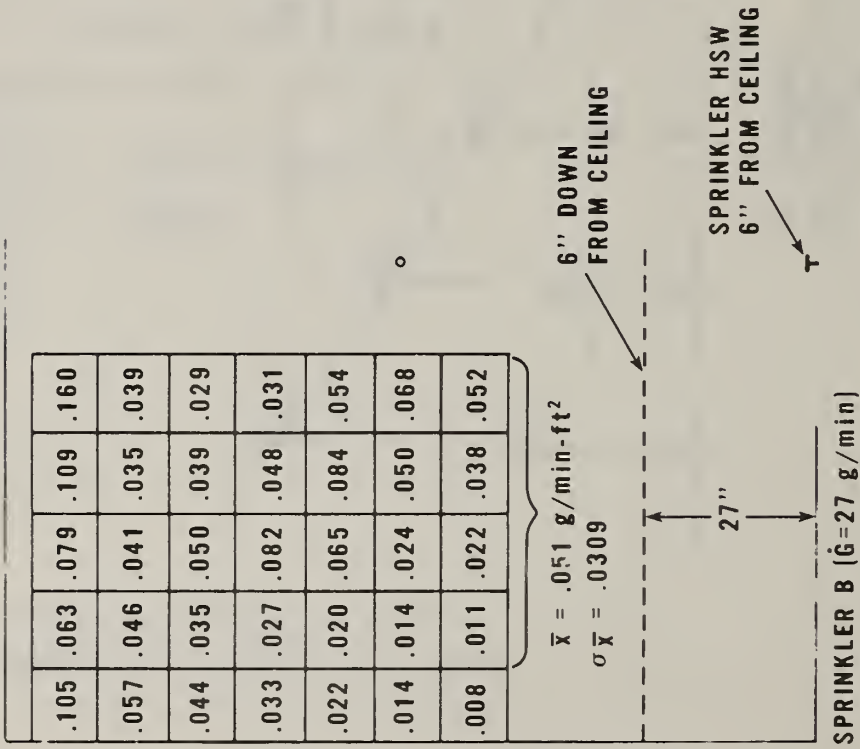 .105 .063 .079 .109 .160
.057 .046 .041 .035 .039
.044 .035 .050 .039 .029
.033 .027 .082 .048 .031
.022 .020 .065 .084 .054
.014 .014 .024 .050 .068
.008 .011 .022 .038 .052
x̄ = .051 g/min-ft²
σx̄ = .0309
6'' DOWN
FROM CEILING
27''
SPRINKLER HSW
6'' FROM CEILING
SPRINKLER B (Ġ=27 g/min)